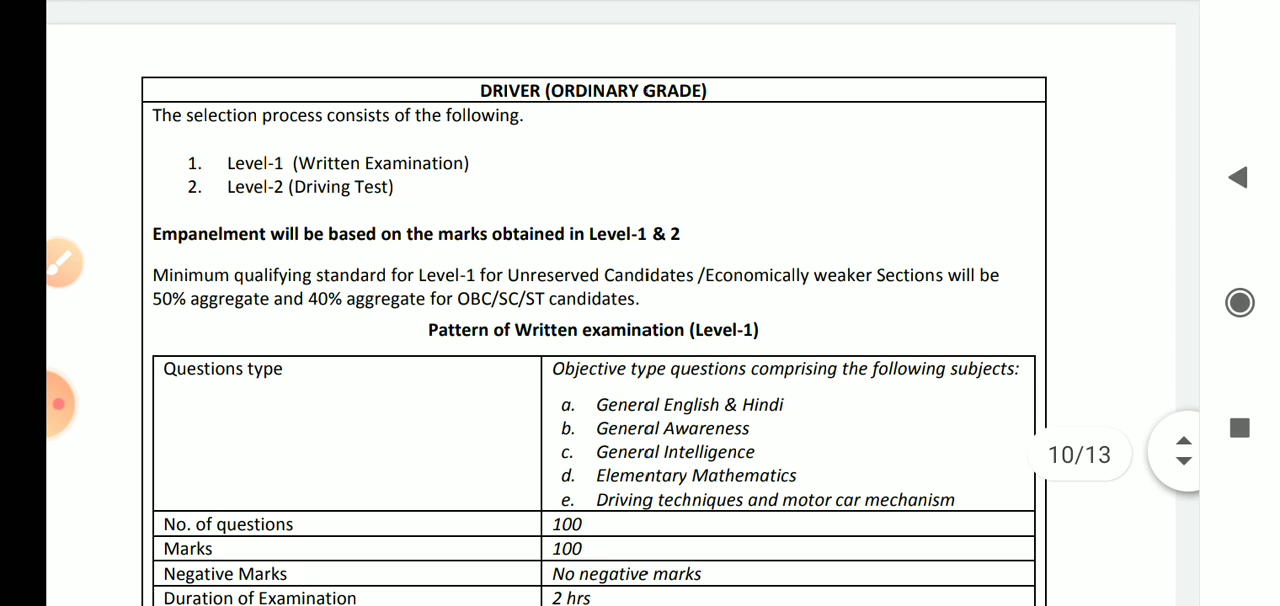 DRIVER (ORDINARY GRADE)
The selection process consists of the following.
1. Level-1 (Written Examination)
2. Level-2 (Driving Test)
Empanelment will be based on the marks obtained in Level-1 & 2
Minimum qualifying standard for Level-1 for Unreserved Candidates /Economically weaker Sections will be
50% aggregate and 40% aggregate for OBC/SC/ST candidates.
Pattern of Written examination (Level-1)
Questions type
Objective type questions comprising the following subjects:
a. General English & Hindi
b. General Awareness
c. General Intelligence
d. Elementary Mathematics
e. Driving techniques and motor car mechanism
No. of questions 100
Marks 100
Negative Marks No negative marks
Duration of Examination 2 hrs
10/13